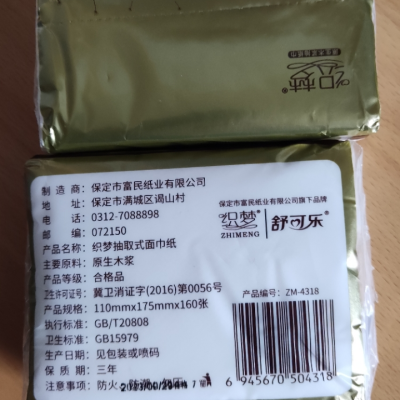 织梦®
制 造 商：保定市富民纸业有限公司
地 址：保定市满城区谒山村
电 话：0312-7088898
邮 编：072150
产品名称：织梦抽取式面巾纸
主要原料：原生木浆
产品等级：合格品
卫生许可证号：冀卫消证字(2016)第0056号
产品规格：110mmx175mmx160张
执行标准：GB/T20808
卫生标准：GB15979
生产日期：见包装或喷码
保 质 期：三年
注意事项：防火
保定市富民纸业有限公司旗下品牌
织梦® 舒可乐®
ZHIMENG
产品编号：ZM-4318
6 945670 504318